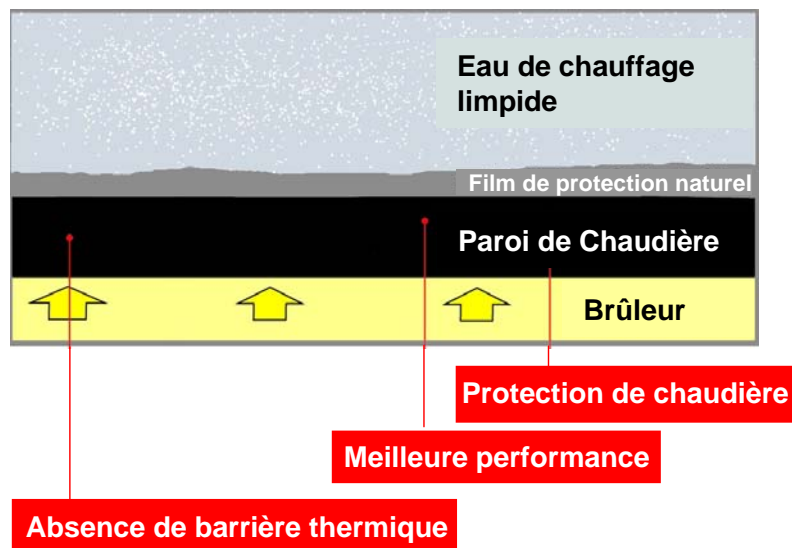 Eau de chauffage
limpide
Film de protection naturel
Paroi de Chaudière
Brûleur
Protection de chaudière
Meilleure performance
Absence de barrière thermique